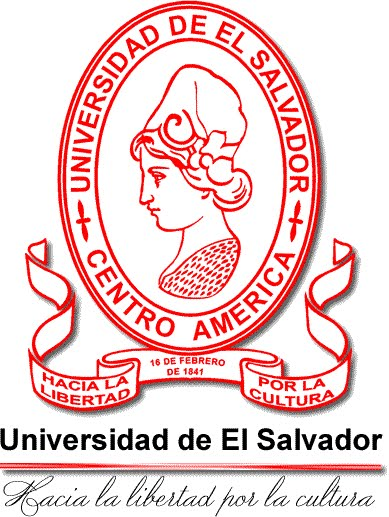 UNIVERSIDAD DE EL SALVADOR
CENTRO AMERICA
HACIA LA
LIBERTAD
16 DE FEBRERO
DE 1841
POR LA
CULTURA
Universidad de El Salvador
Hacia la libertad por la cultura